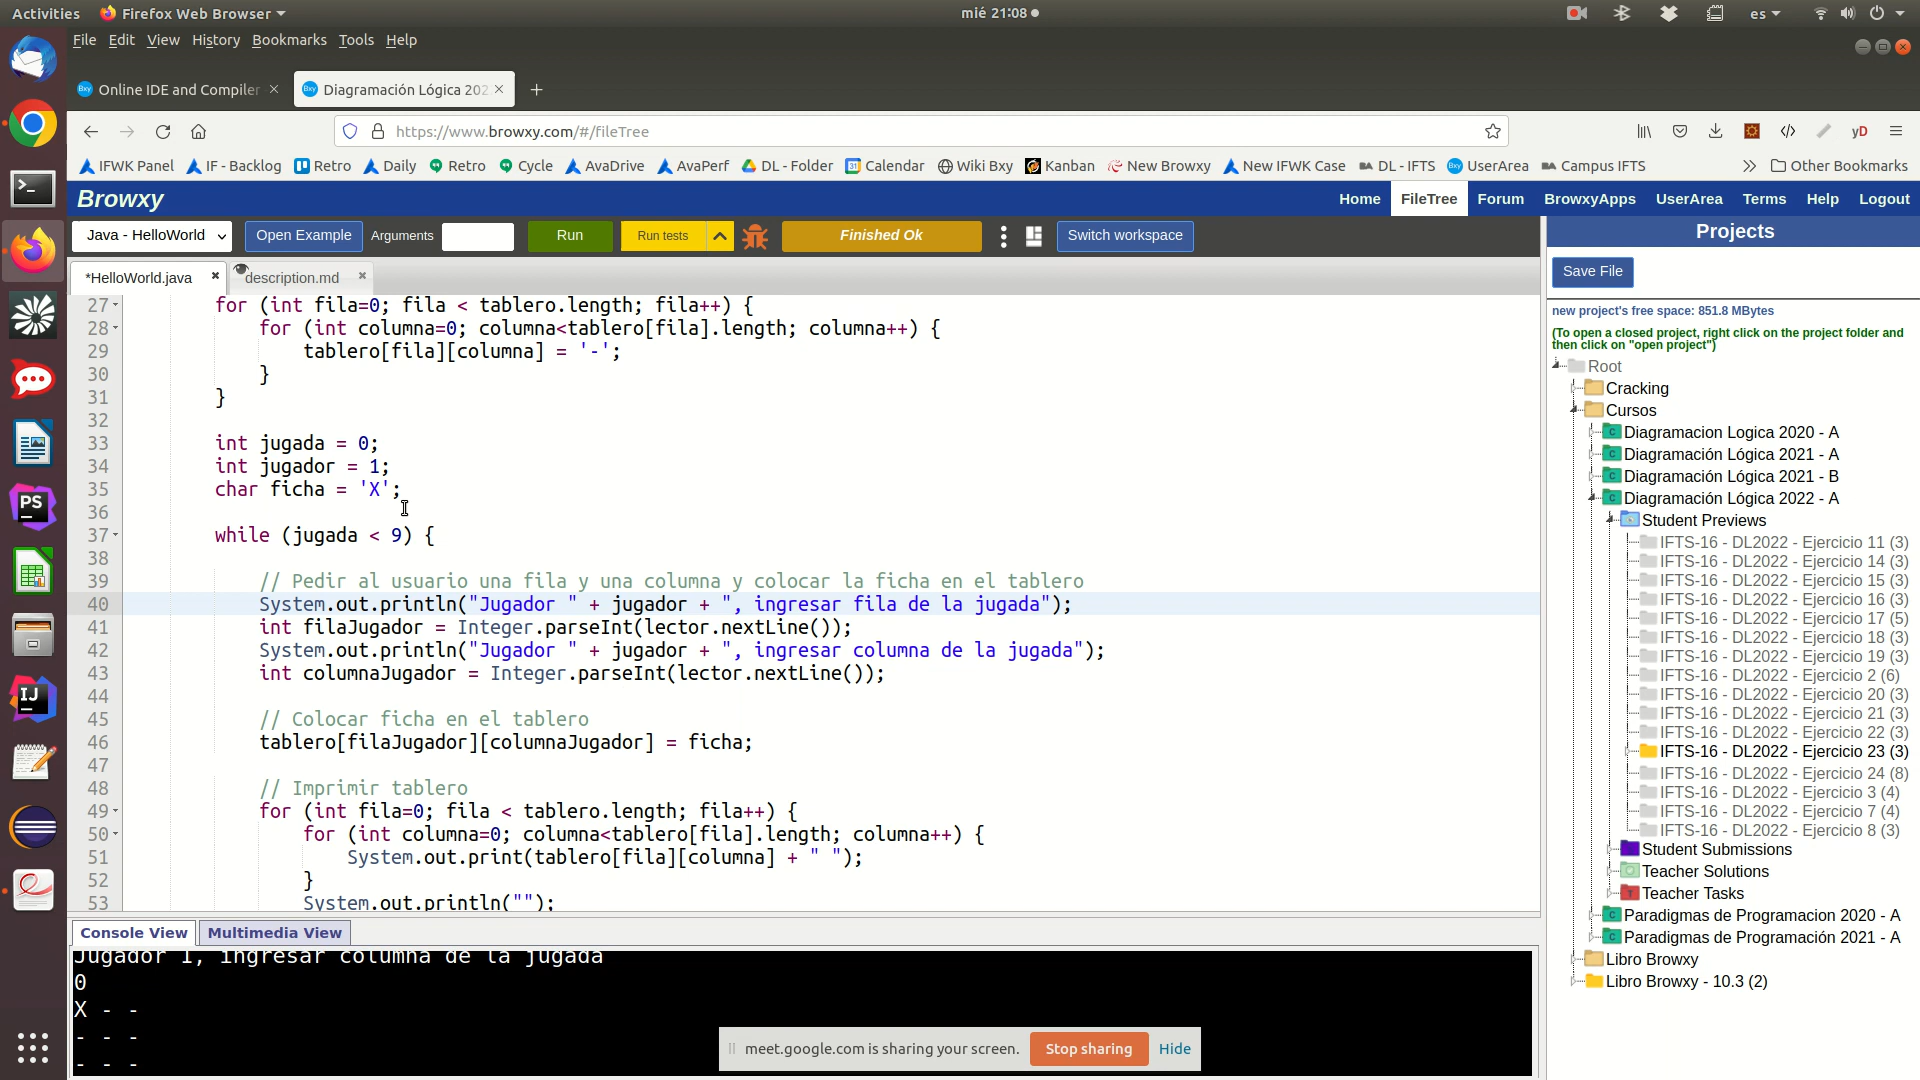 Activities Firefox Web Browser mié 21:08 es
File Edit View History Bookmarks Tools Help
Online IDE and Compiler Diagramación Lógica 202
https://www.browxy.com/#/fileTree
IFWK Panel IF - Backlog Retro Daily Retro Cycle AvaDrive AvaPerf DL - Folder Calendar Wiki Bxy Kanban New Browxy New IFWK Case DL - IFTS UserArea Campus IFTS Other Bookmarks
Browxy Home FileTree Forum BrowxyApps UserArea Terms Help Logout
Java - HelloWorld Open Example Arguments Run Run tests Finished Ok Switch workspace
*HelloWorld.java description.md
27 for (int fila=0; fila < tablero.length; fila++) {
28 for (int columna=0; columna<tablero[fila].length; columna++) {
29 tablero[fila][columna] = '-';
30 }
31 }
32
33 int jugada = 0;
34 int jugador = 1;
35 char ficha = 'X';
36
37 while (jugada < 9) {
38
39 // Pedir al usuario una fila y una columna y colocar la ficha en el tablero
40 System.out.println("Jugador " + jugador + ", ingresar fila de la jugada");
41 int filaJugador = Integer.parseInt(lector.nextLine());
42 System.out.println("Jugador " + jugador + ", ingresar columna de la jugada");
43 int columnaJugador = Integer.parseInt(lector.nextLine());
44
45 // Colocar ficha en el tablero
46 tablero[filaJugador][columnaJugador] = ficha;
47
48 // Imprimir tablero
49 for (int fila=0; fila < tablero.length; fila++) {
50 for (int columna=0; columna<tablero[fila].length; columna++) {
51 System.out.print(tablero[fila][columna] + " ");
52 }
53 System.out.println("");
Console View Multimedia View
Jugador 1, ingresar columna de la jugada
0
X - -
- - -
- - -
meet.google.com is sharing your screen. Stop sharing Hide
Projects
Save File
new project's free space: 851.8 MBytes
(To open a closed project, right click on the project folder and
then click on "open project")
Root
Cracking
Cursos
Diagramacion Logica 2020 - A
Diagramación Lógica 2021 - A
Diagramación Lógica 2021 - B
Diagramación Lógica 2022 - A
Student Previews
IFTS-16 - DL2022 - Ejercicio 11 (3)
IFTS-16 - DL2022 - Ejercicio 14 (3)
IFTS-16 - DL2022 - Ejercicio 15 (3)
IFTS-16 - DL2022 - Ejercicio 16 (3)
IFTS-16 - DL2022 - Ejercicio 17 (5)
IFTS-16 - DL2022 - Ejercicio 18 (3)
IFTS-16 - DL2022 - Ejercicio 19 (3)
IFTS-16 - DL2022 - Ejercicio 2 (6)
IFTS-16 - DL2022 - Ejercicio 20 (3)
IFTS-16 - DL2022 - Ejercicio 21 (3)
IFTS-16 - DL2022 - Ejercicio 22 (3)
IFTS-16 - DL2022 - Ejercicio 23 (3)
IFTS-16 - DL2022 - Ejercicio 24 (8)
IFTS-16 - DL2022 - Ejercicio 3 (4)
IFTS-16 - DL2022 - Ejercicio 7 (4)
IFTS-16 - DL2022 - Ejercicio 8 (3)
Student Submissions
Teacher Solutions
Teacher Tasks
Paradigmas de Programacion 2020 - A
Paradigmas de Programación 2021 - A
Libro Browxy
Libro Browxy - 10.3 (2)